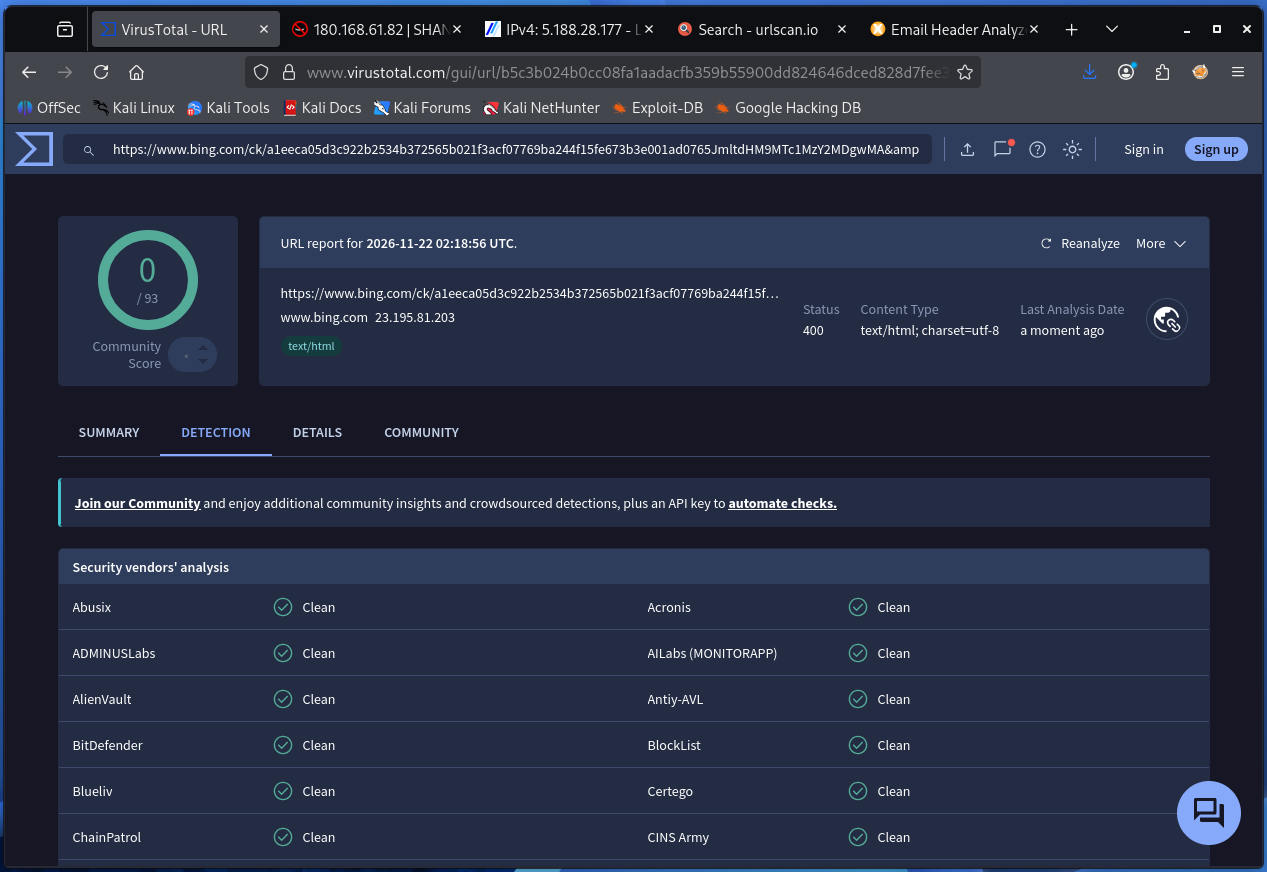 VirusTotal - URL
180.168.61.82 | SHAN
IPv4: 5.188.28.177 - L
Search - urlscan.io
Email Header Analyz
www.virustotal.com/gui/url/b5c3b024b0cc08fa1aadacfb359b55900dd824646dced828d7fee3
OffSec
Kali Linux
Kali Tools
Kali Docs
Kali Forums
Kali NetHunter
Exploit-DB
Google Hacking DB
https://www.bing.com/ck/a1eeca05d3c922b2534b372565b021f3acf07769ba244f15fe673b3e001ad0765JmltdHM9MTc1MzY2MDgwMA&amp
Sign in
Sign up
0
/ 93
Community
Score
URL report for 2026-11-22 02:18:56 UTC.
Reanalyze
More
https://www.bing.com/ck/a1eeca05d3c922b2534b372565b021f3acf07769ba244f15f...
www.bing.com 23.195.81.203
text/html
Status
400
Content Type
text/html; charset=utf-8
Last Analysis Date
a moment ago
SUMMARY
DETECTION
DETAILS
COMMUNITY
Join our Community and enjoy additional community insights and crowdsourced detections, plus an API key to automate checks.
Security vendors' analysis
Abusix
Clean
Acronis
Clean
ADMINUSLabs
Clean
AILabs (MONITORAPP)
Clean
AlienVault
Clean
Antiy-AVL
Clean
BitDefender
Clean
BlockList
Clean
Blueliv
Clean
Certego
Clean
ChainPatrol
Clean
CINS Army
Clean